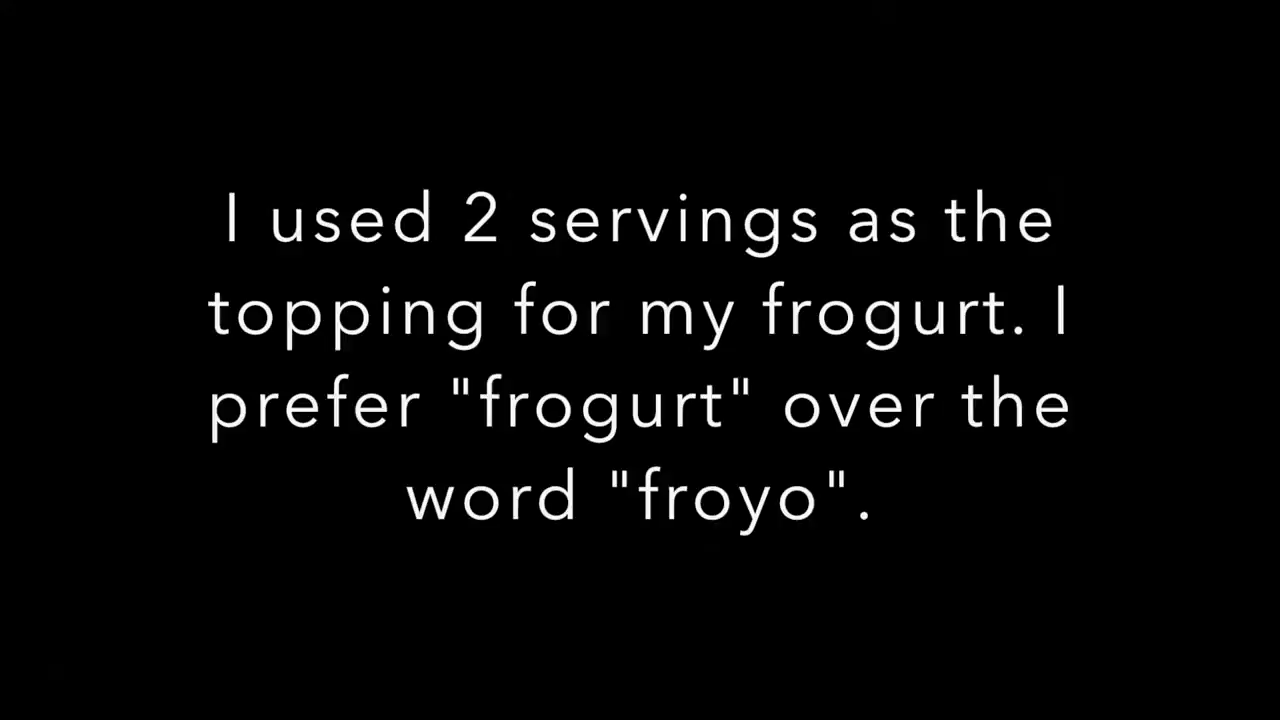 I used 2 servings as the
topping for my frogurt. I
prefer "frogurt" over the
word "froyo".